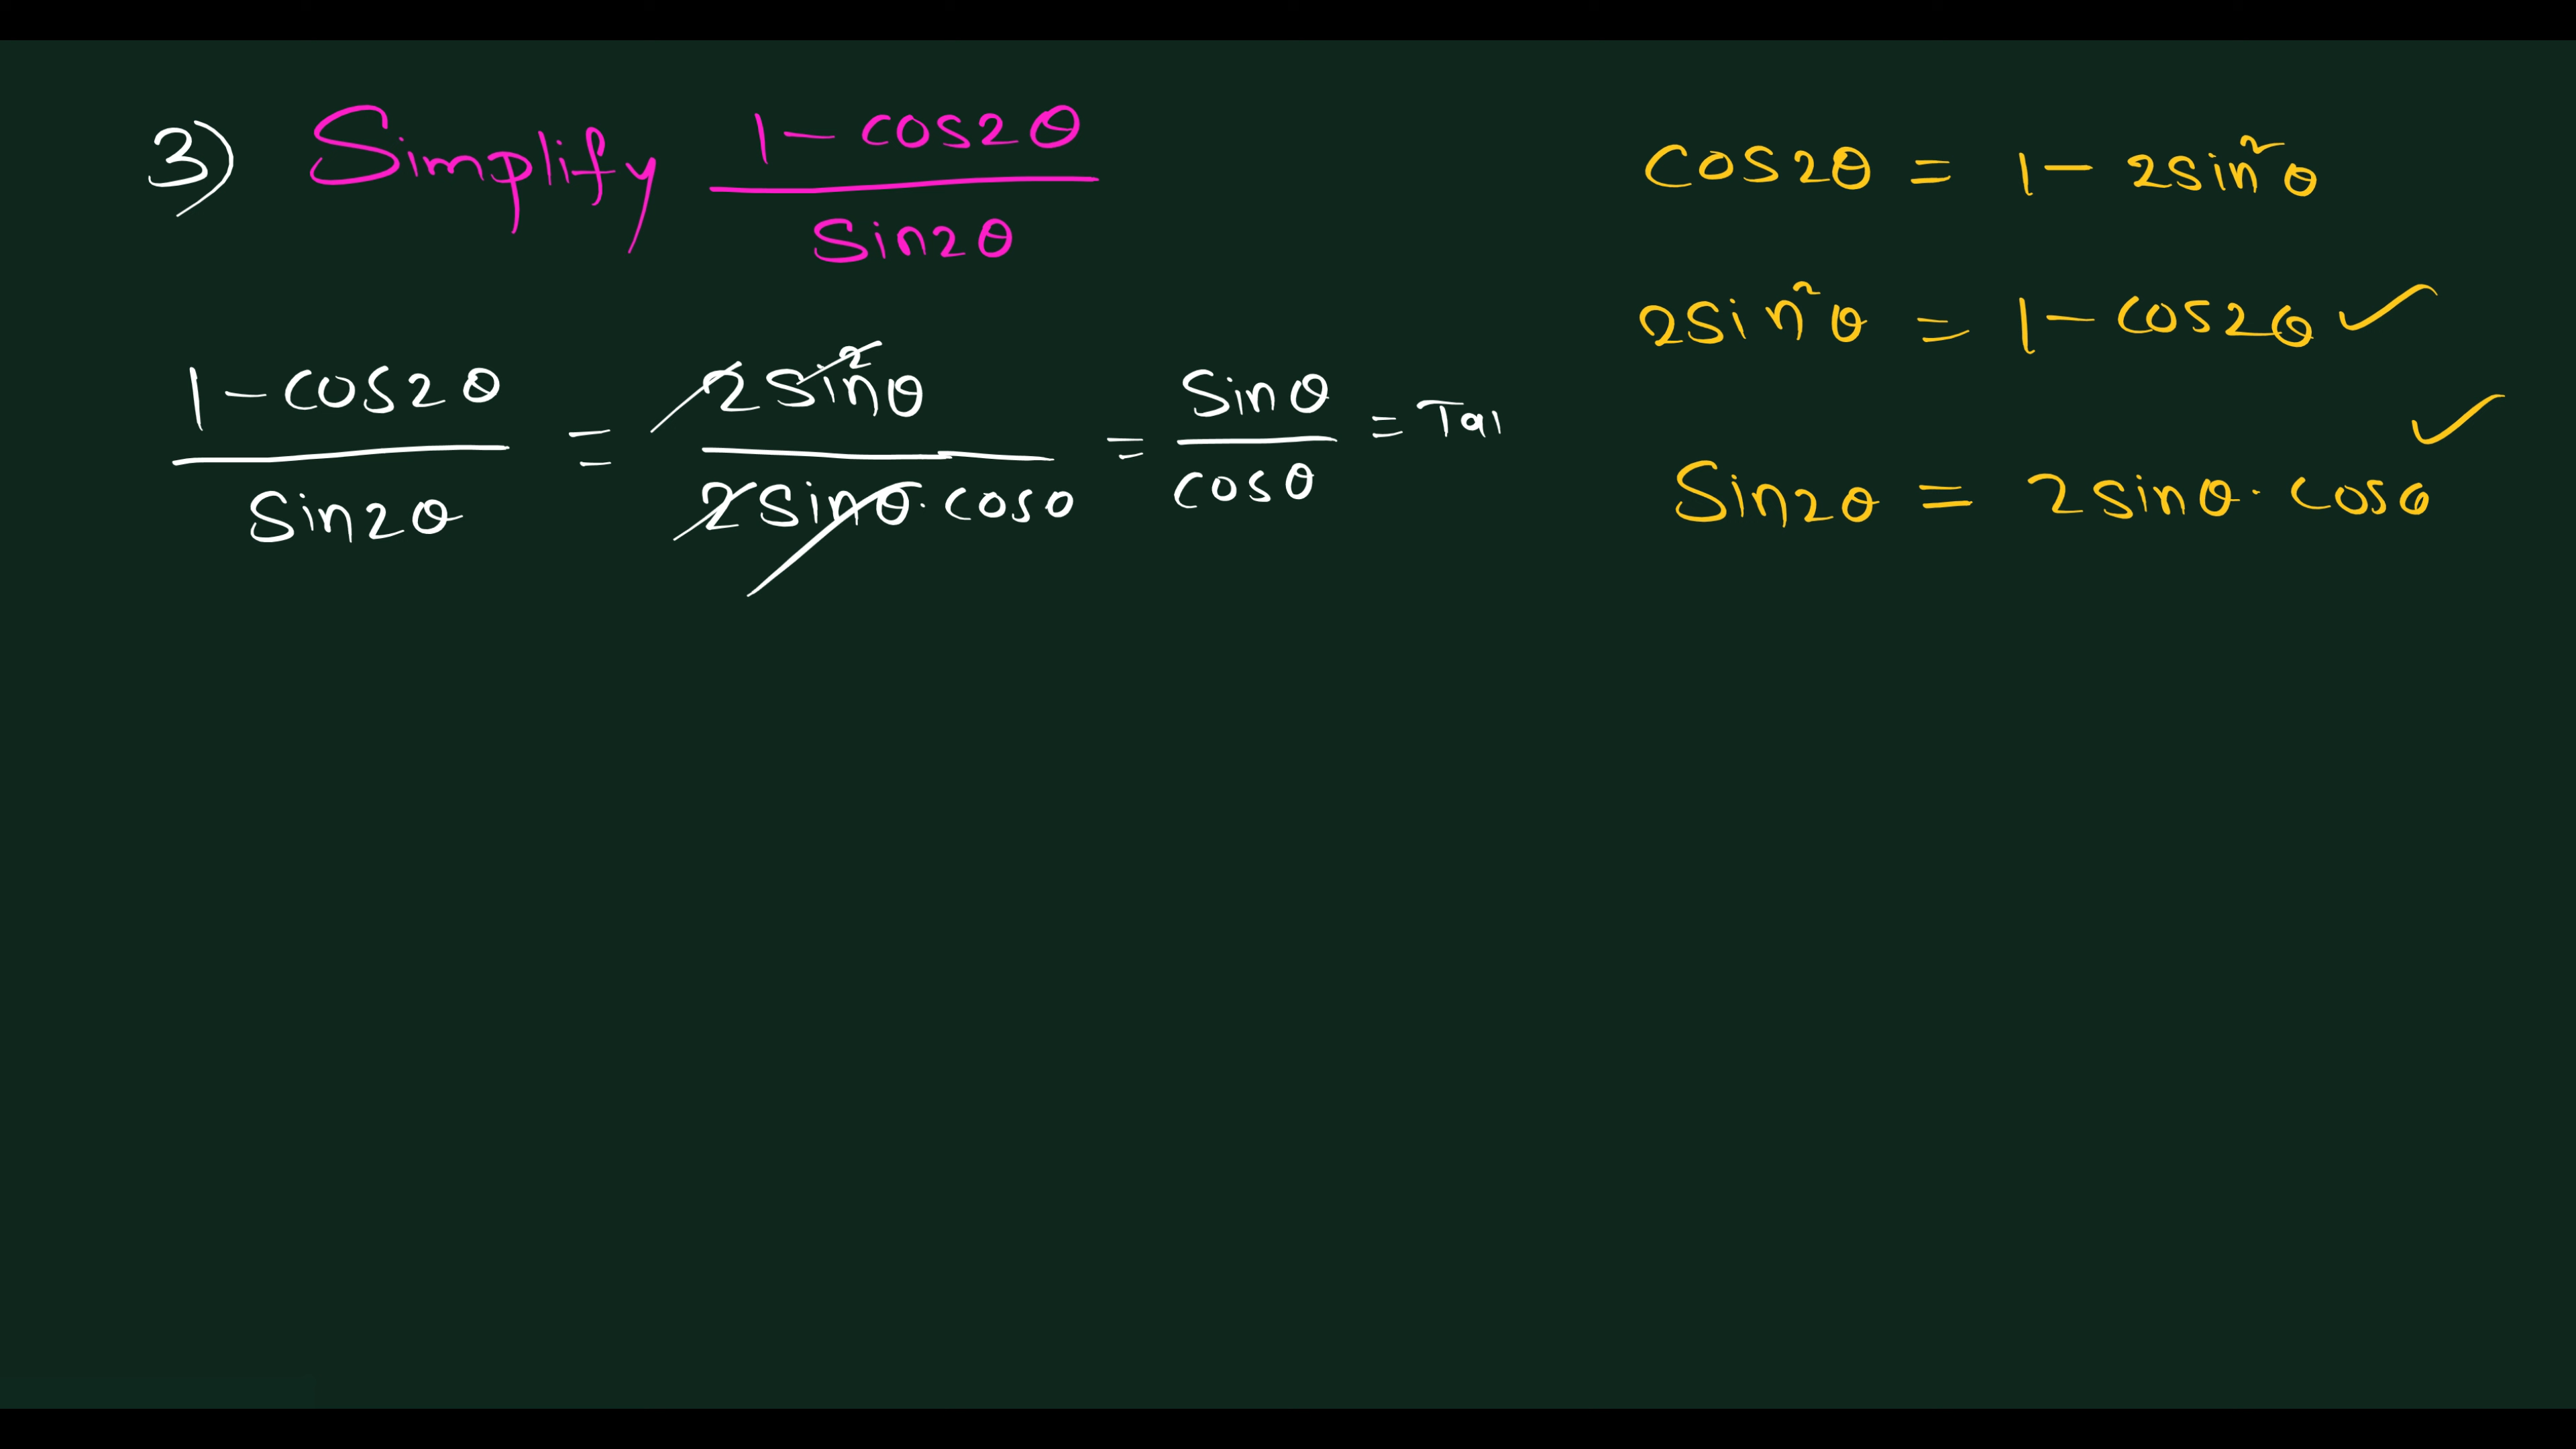 3) Simplify (1 - cos2θ)/(sin2θ)
(1 - cos2θ)/(sin2θ) = (2sin²θ)/(2sinθ·cosθ) = (sinθ)/(cosθ) = Tan
cos2θ = 1 - 2sin²θ
2sin²θ = 1 - cos2θ ✓
✓
sin2θ = 2sinθ·cosθ